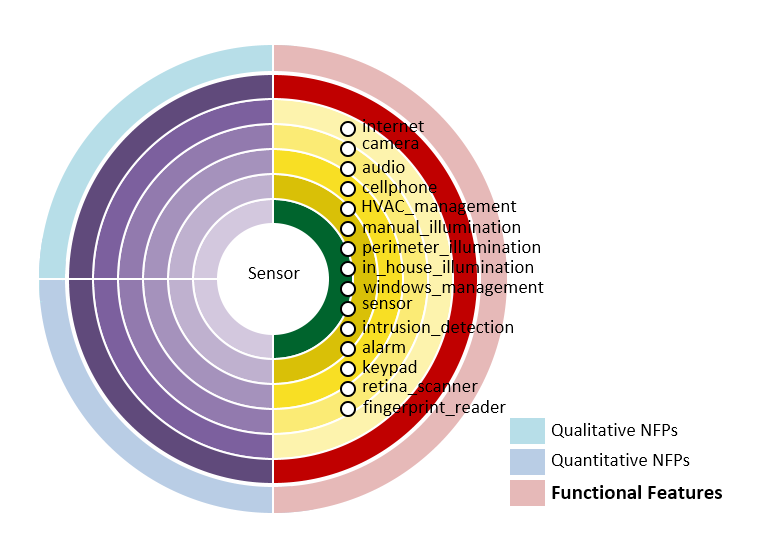 internet
camera
audio
cellphone
HVAC_management
manual_illumination
perimeter_illumination
in_house_illumination
Sensor
windows_management
sensor
intrusion_detection
alarm
keypad
retina_scanner
fingerprint_reader
Qualitative NFPs
Quantitative NFPs
Functional Features